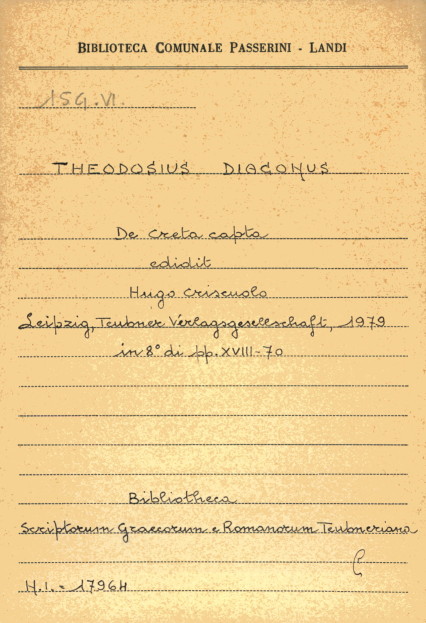 BIBLIOTECA COMUNALE PASSERINI - LANDI
15G.VI.
THEODOSIUS DIACONUS
De Creta capta
edidit
Hugo Criscuolo
Leipzig, Teubner Verlagsgesellschaft, 1979
in 8° di pp. XVIII-70
Bibliotheca
Scriptorum Graecorum e Romanorum Teubneriana
C
N.I. = 17964